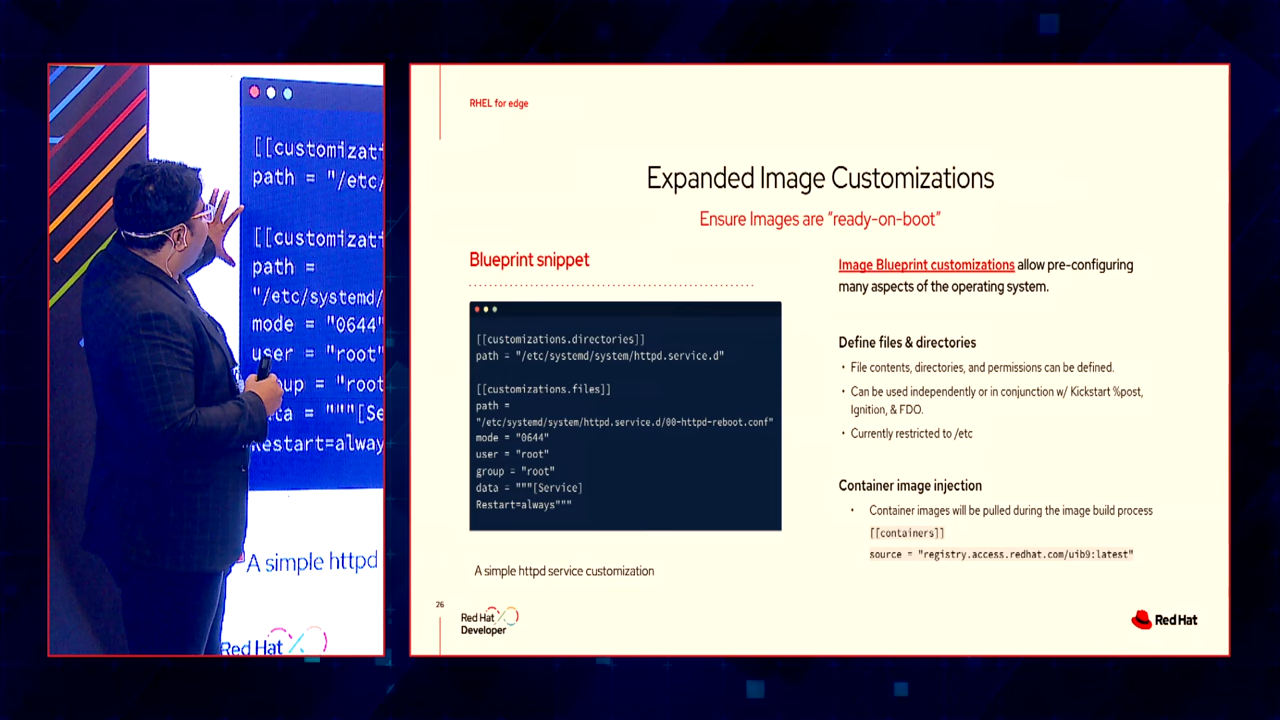 [[customizati
path = "/etc/
[[customizati
path =
"/etc/systemd/
mode = "0644"
user = "root"
group = "root
data = """[Se
Restart=alway
A simple httpd
Red Hat
RHEL for edge
Expanded Image Customizations
Ensure Images are “ready-on-boot”
Blueprint snippet
[[customizations.directories]]
path = "/etc/systemd/system/httpd.service.d"
[[customizations.files]]
path =
"/etc/systemd/system/httpd.service.d/00-httpd-reboot.conf"
mode = "0644"
user = "root"
group = "root"
data = """[Service]
Restart=always"""
A simple httpd service customization
Image Blueprint customizations allow pre-configuring
many aspects of the operating system.
Define files & directories
• File contents, directories, and permissions can be defined.
• Can be used independently or in conjunction w/ Kickstart %post,
Ignition, & FDO.
• Currently restricted to /etc
Container image injection
• Container images will be pulled during the image build process
[[containers]]
source = "registry.access.redhat.com/uib9:latest"
26
Red Hat
Developer
Red Hat